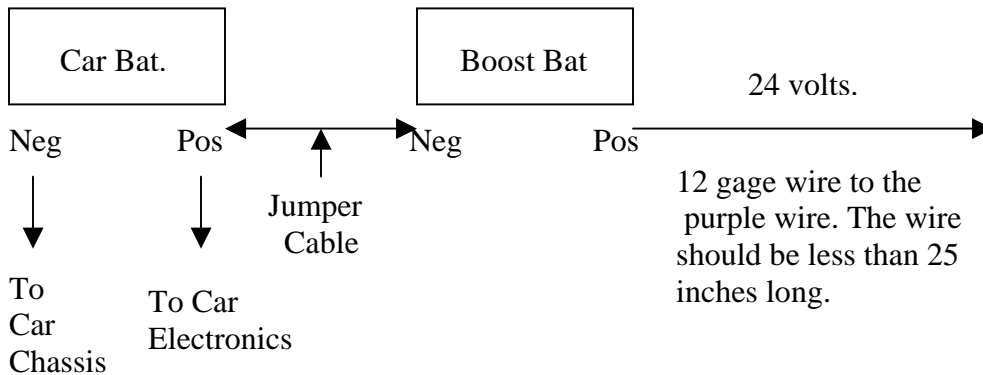 Car Bat.
Boost Bat
24 volts.
Neg
Pos
Neg
Pos
Jumper
Cable
12 gage wire to the
purple wire. The wire
should be less than 25
inches long.
To
Car
Chassis
To Car
Electronics